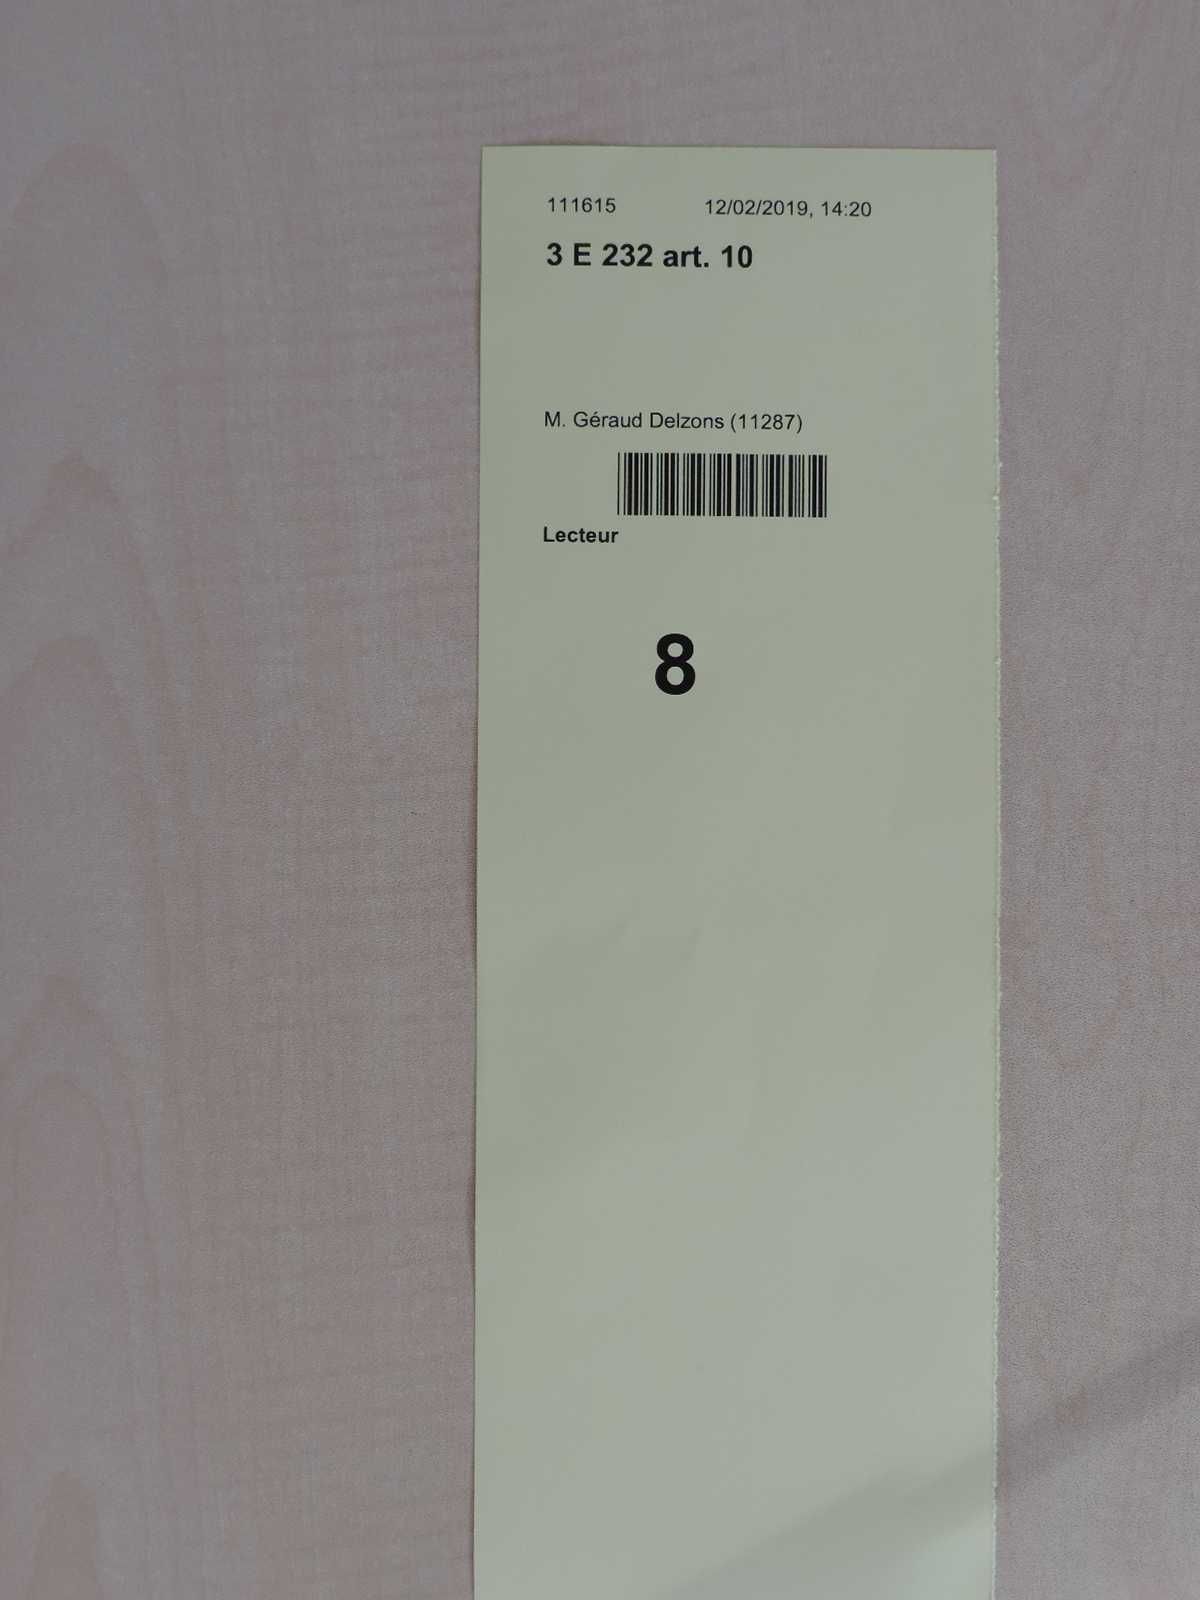 111615 12/02/2019, 14:20
3 E 232 art. 10
M. Géraud Delzons (11287)
Lecteur
8